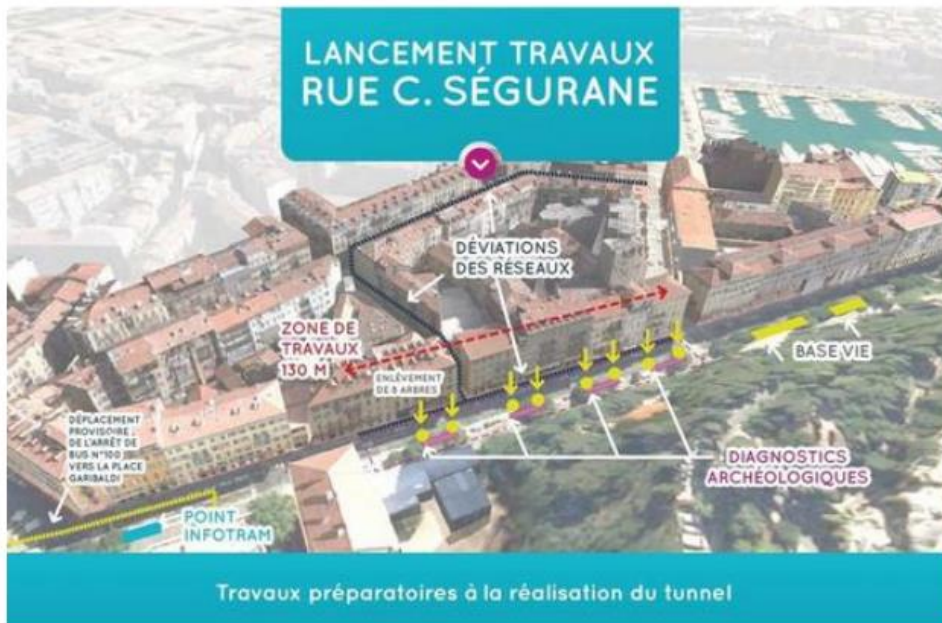 LANCEMENT TRAVAUX
RUE C. SÉGURANE
DÉVIATIONS
DES RÉSEAUX
ZONE DE
TRAVAUX
130 M
ENLÈVEMENT
DE 8 ARBRES
BASE VIE
DÉPLACEMENT
PROVISOIRE
DE L'ARRÊT DE
BUS N°100
VERS LA PLACE
GARIBALDI
DIAGNOSTICS
ARCHÉOLOGIQUES
POINT
INFOTRAM
Travaux préparatoires à la réalisation du tunnel